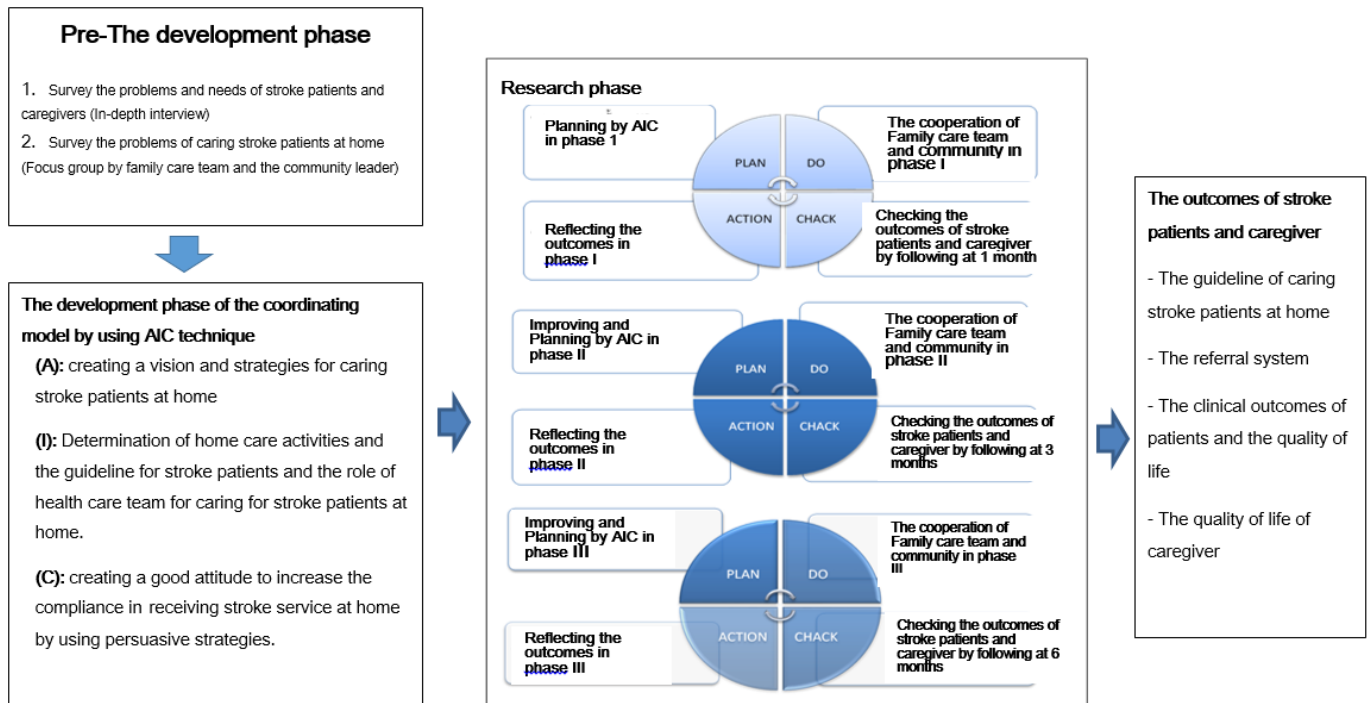 Pre-The development phase
1. Survey the problems and needs of stroke patients and
caregivers (In-depth interview)
2. Survey the problems of caring stroke patients at home
(Focus group by family care team and the community leader)
The development phase of the coordinating
model by using AIC technique
(A): creating a vision and strategies for caring
stroke patients at home
(I): Determination of home care activities and
the guideline for stroke patients and the role of
health care team for caring for stroke patients at
home.
(C): creating a good attitude to increase the
compliance in receiving stroke service at home
by using persuasive strategies.
Research phase
Planning by AIC
in phase 1
PLAN
DO
The cooperation of
Family care team
and community in
phase I
Reflecting the
outcomes in
phase I
ACTION
CHACK
Checking the
outcomes of stroke
patients and caregiver
by following at 1 month
Improving and
Planning by AIC in
phase II
PLAN
DO
The cooperation of
Family care team
and community in
phase II
Reflecting the
outcomes in
phase II
ACTION
CHACK
Checking the outcomes of
stroke patients and
caregiver by following at 3
months
Improving and
Planning by AIC in
phase III
PLAN
DO
The cooperation of
Family care team and
community in phase
III
Reflecting the
outcomes in
phase III
ACTION
CHACK
Checking the outcomes of
stroke patients and
caregiver by following at 6
months
The outcomes of stroke
patients and caregiver
- The guideline of caring
stroke patients at home
- The referral system
- The clinical outcomes of
patients and the quality of
life
- The quality of life of
caregiver